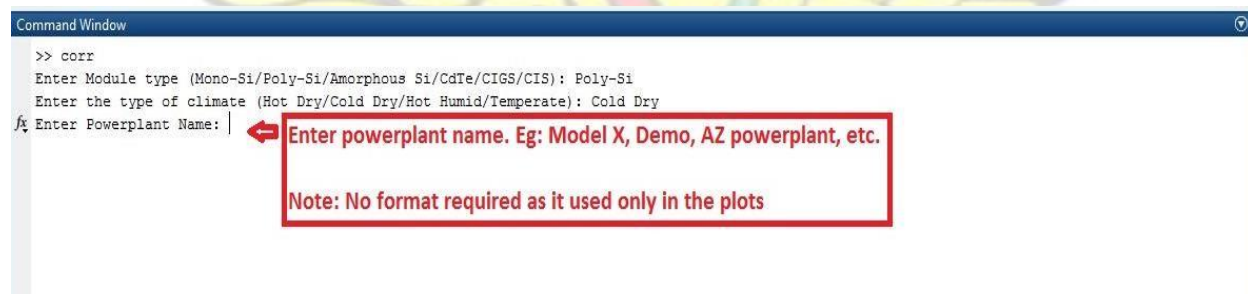 Command Window
>> corr
Enter Module type (Mono-Si/Poly-Si/Amorphous Si/CdTe/CIGS/CIS): Poly-Si
Enter the type of climate (Hot Dry/Cold Dry/Hot Humid/Temperate): Cold Dry
fx Enter Powerplant Name:
Enter powerplant name. Eg: Model X, Demo, AZ powerplant, etc.
Note: No format required as it used only in the plots